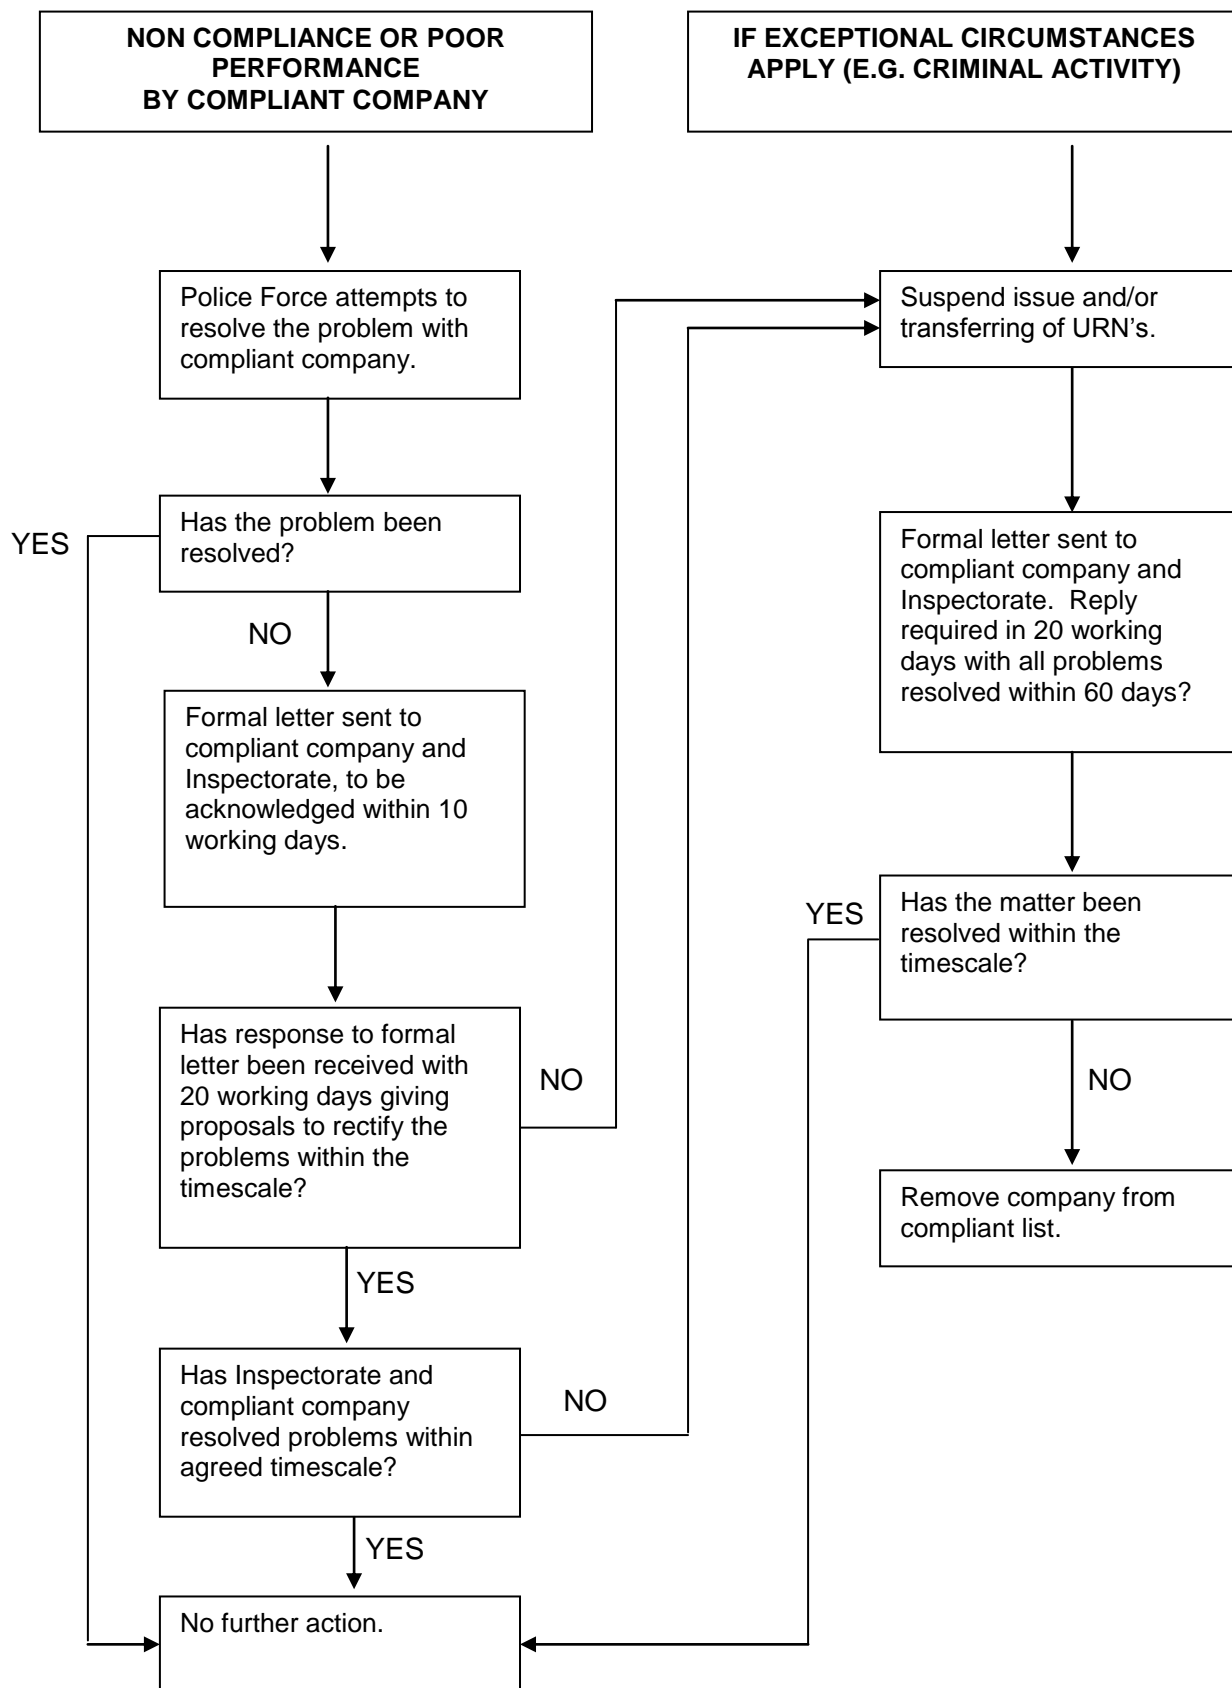 NON COMPLIANCE OR POOR
PERFORMANCE
BY COMPLIANT COMPANY
IF EXCEPTIONAL CIRCUMSTANCES
APPLY (E.G. CRIMINAL ACTIVITY)
Police Force attempts to
resolve the problem with
compliant company.
Suspend issue and/or
transferring of URN's.
YES
Has the problem been
resolved?
NO
Formal letter sent to
compliant company and
Inspectorate. Reply
required in 20 working
days with all problems
resolved within 60 days?
Formal letter sent to
compliant company and
Inspectorate, to be
acknowledged within 10
working days.
YES
Has the matter been
resolved within the
timescale?
Has response to formal
letter been received with
20 working days giving
proposals to rectify the
problems within the
timescale?
NO
NO
Remove company from
compliant list.
YES
Has Inspectorate and
compliant company
resolved problems within
agreed timescale?
NO
YES
No further action.